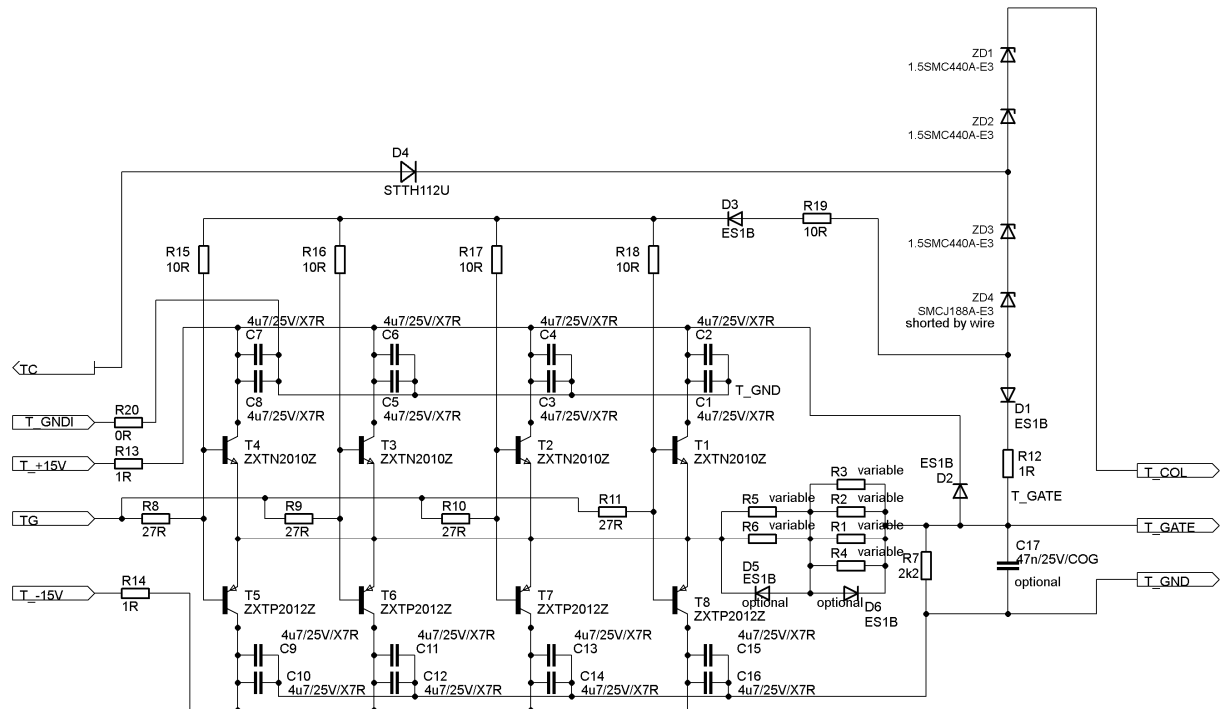 ZD1
1.5SMC440A-E3
ZD2
1.5SMC440A-E3
D4
STTH112U
D3
ES1B
R19
10R
ZD3
1.5SMC440A-E3
R15
10R
R16
10R
R17
10R
R18
10R
ZD4
SMCJ188A-E3
shorted by wire
4u7/25V/X7R
C7
4u7/25V/X7R
C6
4u7/25V/X7R
C4
4u7/25V/X7R
C2
TC
C8
4u7/25V/X7R
C5
4u7/25V/X7R
C3
4u7/25V/X7R
C1
4u7/25V/X7R
T_GND
T_GNDI
R20
0R
D1
ES1B
T_+15V
R13
1R
T4
ZXTN2010Z
T3
ZXTN2010Z
T2
ZXTN2010Z
T1
ZXTN2010Z
R12
1R
T_COL
R3 variable
ES1B
D2
T_GATE
TG
R8
27R
R9
27R
R10
27R
R11
27R
R5 variable
R2 variable
R6 variable
R1 variable
T_GATE
R4 variable
R7
2k2
C17
47n/25V/COG
optional
T_GND
T_-15V
R14
1R
T5
ZXTP2012Z
T6
ZXTP2012Z
T7
ZXTP2012Z
T8
ZXTP2012Z
D5
ES1B
optional
optional
D6
ES1B
4u7/25V/X7R
C9
4u7/25V/X7R
C11
4u7/25V/X7R
C13
4u7/25V/X7R
C15
C10
4u7/25V/X7R
C12
4u7/25V/X7R
C14
4u7/25V/X7R
C16
4u7/25V/X7R